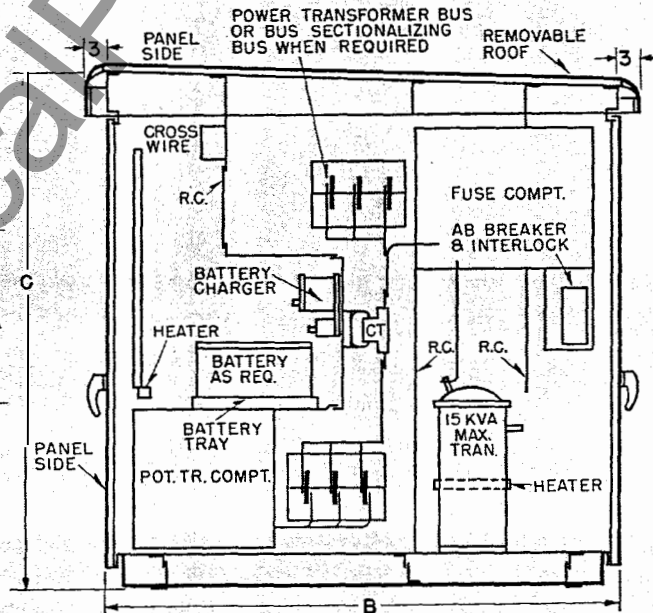 POWER TRANSFORMER BUS
OR BUS SECTIONALIZING
BUS WHEN REQUIRED
REMOVABLE
ROOF
3
PANEL
SIDE
3
CROSS
WIRE
R.C.
FUSE COMPT.
AB BREAKER
& INTERLOCK
BATTERY
CHARGER
C
CT
HEATER
R.C.
R.C.
BATTERY
AS REQ.
BATTERY
TRAY
15 KVA
MAX.
TRAN.
PANEL
SIDE
POT. TR. COMPT.
HEATER
B